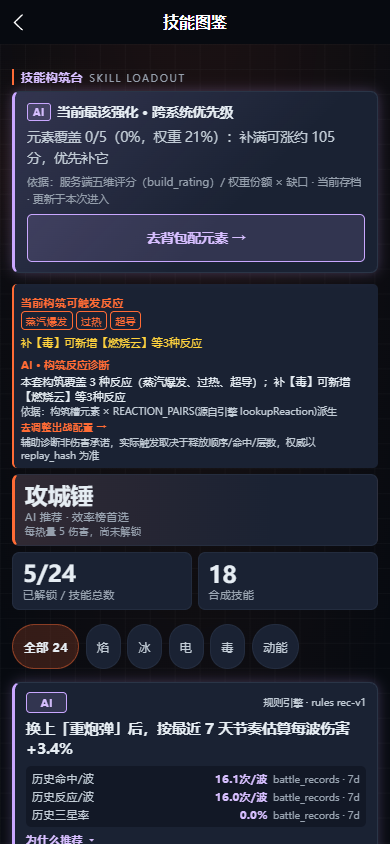 技能图鉴
技能构筑台 SKILL LOADOUT
AI 当前最该强化 • 跨系统优先级
元素覆盖 0/5（0%，权重 21%）：补满可涨约 105
分，优先补它
依据：服务端五维评分（build_rating）/ 权重份额 × 缺口 · 当前存档
· 更新于本次进入
去背包配元素 →
当前构筑可触发反应
蒸汽爆发 过热 超导
补【毒】可新增【燃烧云】等3种反应
AI · 构筑反应诊断
本套构筑覆盖 3 种反应（蒸汽爆发、过热、超导）；补【毒】可新增
【燃烧云】等3种反应
依据：构筑槽元素 × REACTION_PAIRS(源自引擎 lookupReaction)派生
去调整出战配置 →
辅助诊断非伤害承诺，实际触发取决于释放顺序/命中/层数，权威以
replay_hash 为准
攻城锤
AI 推荐 · 效率榜首选
每热量 5 伤害，尚未解锁
5/24
已解锁 / 技能总数
18
合成技能
全部 24 焰 冰 电 毒 动能
AI 规则引擎 · rules rec-v1
换上「重炮弹」后，按最近 7 天节奏估算每波伤害
+3.4%
历史命中/波 16.1次/波 battle_records · 7d
历史反应/波 16.0次/波 battle_records · 7d
历史三星率 0.0% battle_records · 7d
为什么推荐